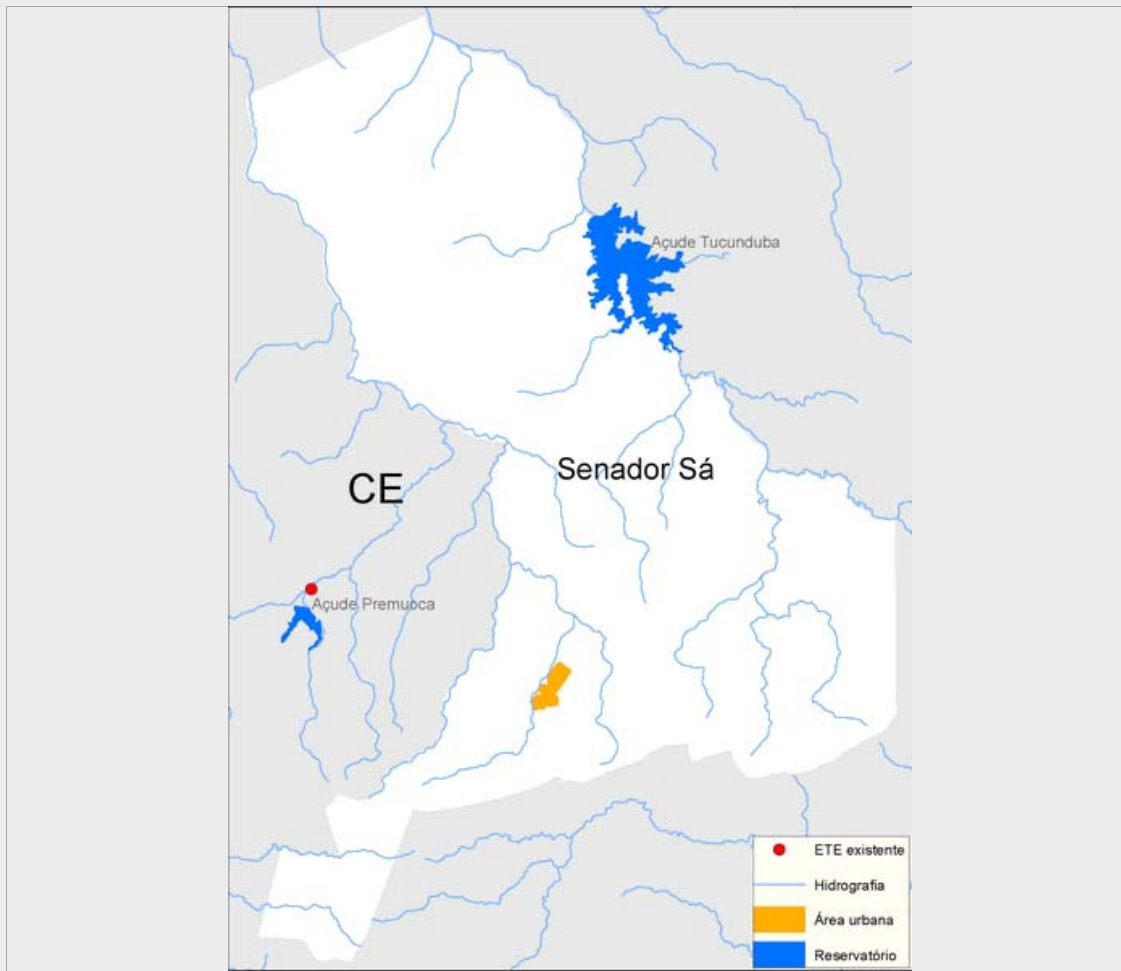 Açude Tucunduba
Senador Sá
CE
Açude Premuoca
ETE existente
Hidrografia
Área urbana
Reservatório